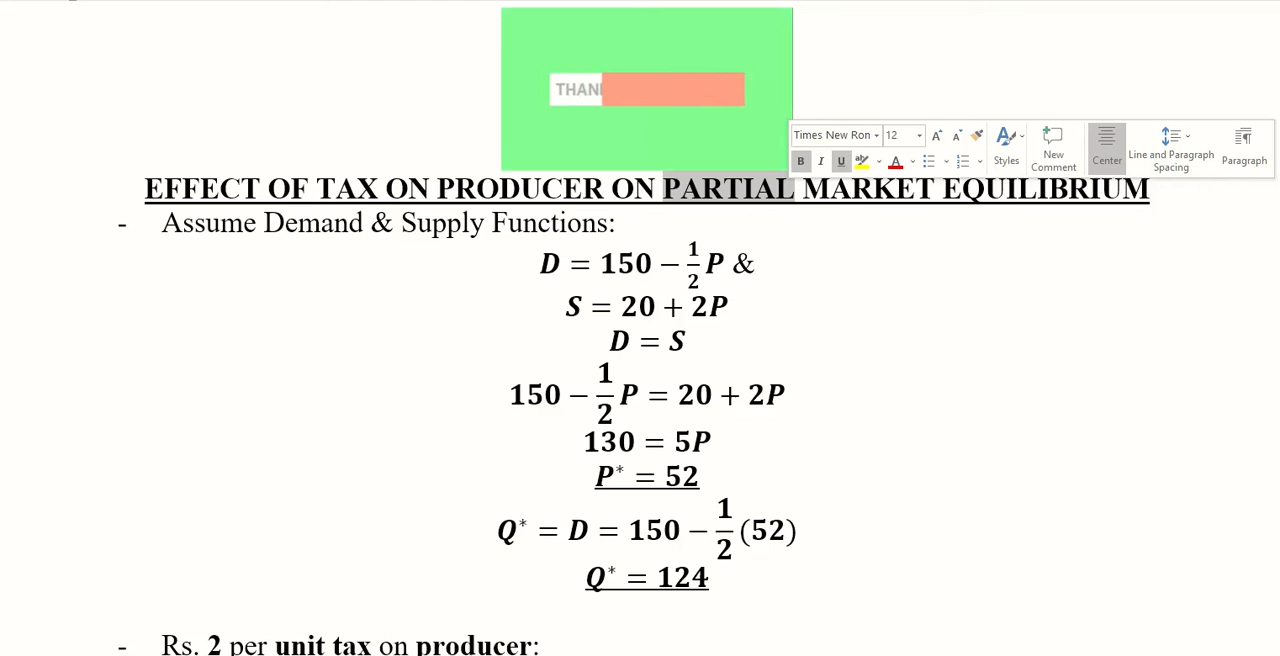 THAN
Times New Ron 12
B I U Styles New Comment Center Line and Paragraph Spacing Paragraph
EFFECT OF TAX ON PRODUCER ON PARTIAL MARKET EQUILIBRIUM
- Assume Demand & Supply Functions:
D = 150 − 1/2 P &
S = 20 + 2P
D = S
150 − 1/2 P = 20 + 2P
130 = 5P
P* = 52
Q* = D = 150 − 1/2 (52)
Q* = 124
- Rs. 2 per unit tax on producer: